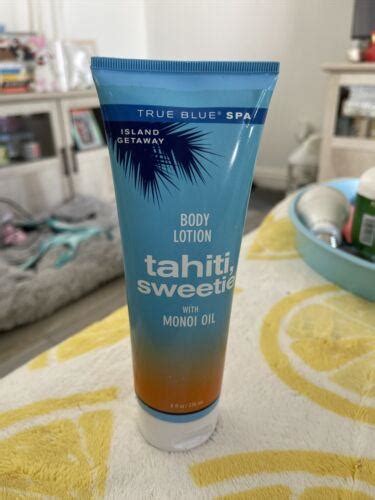 TRUE BLUE® SPA
ISLAND
GETAWAY
BODY
LOTION
tahiti,
sweetie
WITH
MONOI OIL